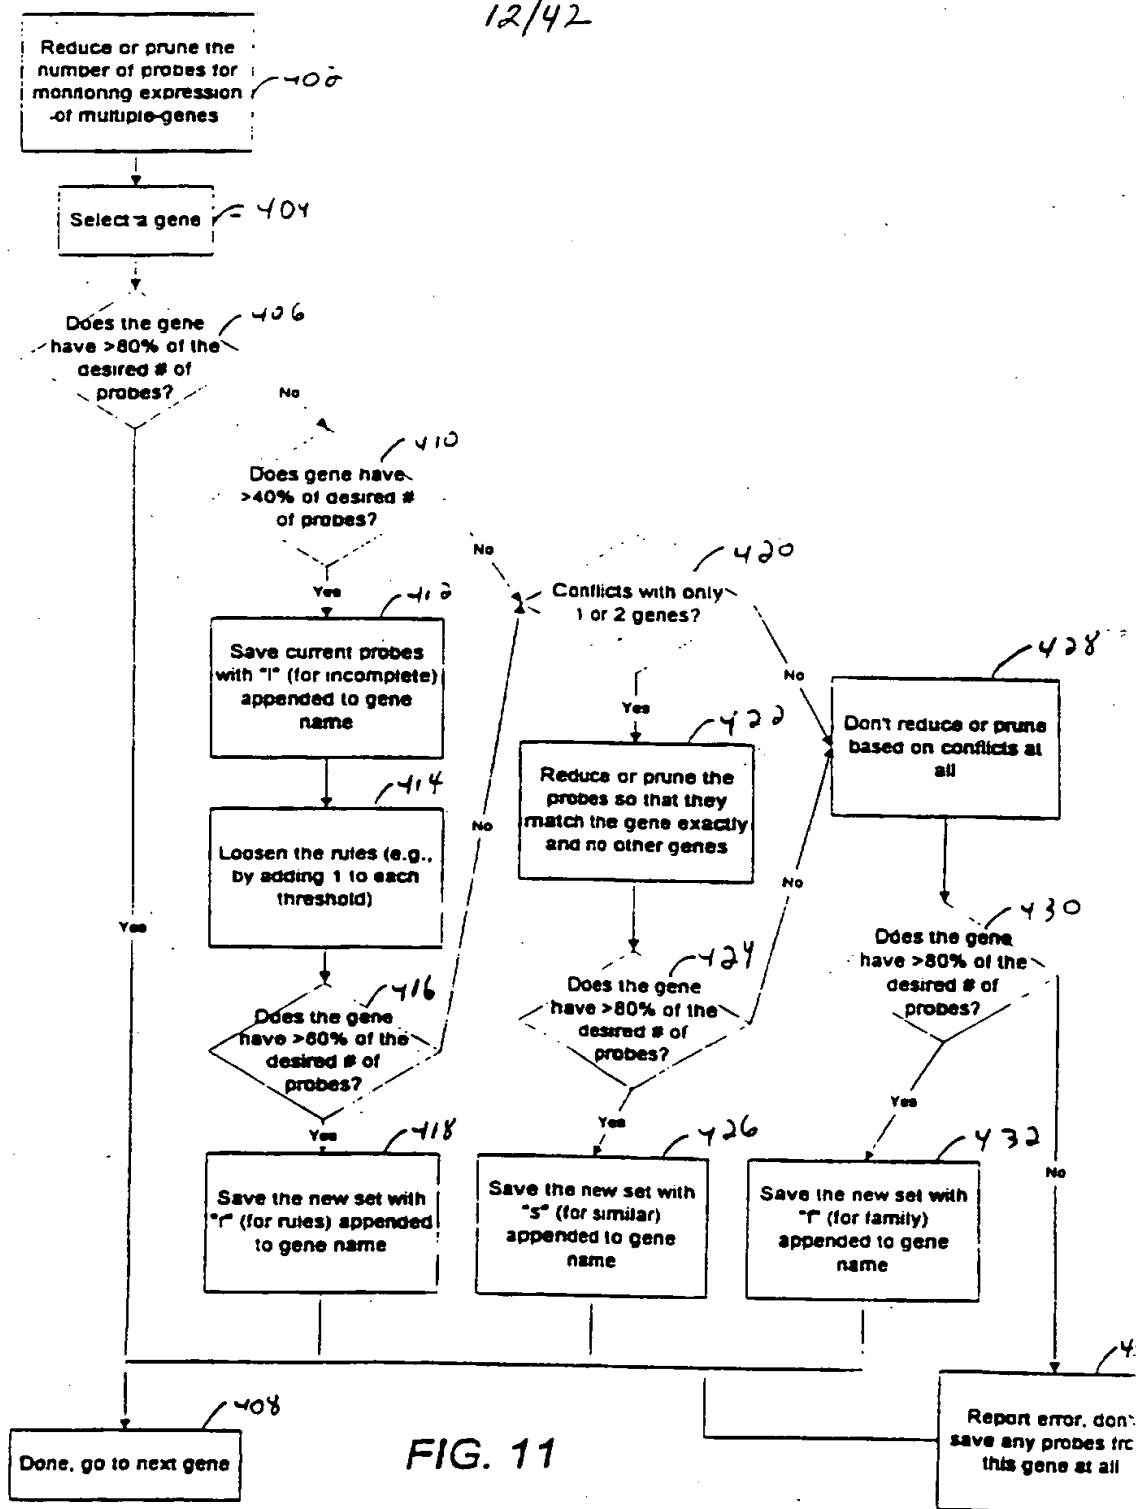 12/42
Reduce or prune the
number of probes for
monitoring expression
of multiple-genes
Select a gene
404
Does the gene
have >80% of the
desired # of
probes?
406
No
Does gene have
>40% of desired #
of probes?
410
Yes
412
Save current probes
with "I" (for incomplete)
appended to gene
name
414
Loosen the rules (e.g.,
by adding 1 to each
threshold)
416
Does the gene
have >80% of the
desired # of
probes?
Yes
418
Save the new set with
"r" (for rules) appended
to gene name
No
No
Conflicts with only
1 or 2 genes?
420
Yes
422
Reduce or prune the
probes so that they
match the gene exactly
and no other genes
424
Does the gene
have >80% of the
desired # of
probes?
Yes
426
Save the new set with
"s" (for similar)
appended to gene
name
No
No
428
Don't reduce or prune
based on conflicts at
all
430
Does the gene
have >80% of the
desired # of
probes?
Yes
432
Save the new set with
"f" (for family)
appended to gene
name
No
Report error, don't
save any probes
this gene at all
Yes
408
Done, go to next gene
FIG. 11